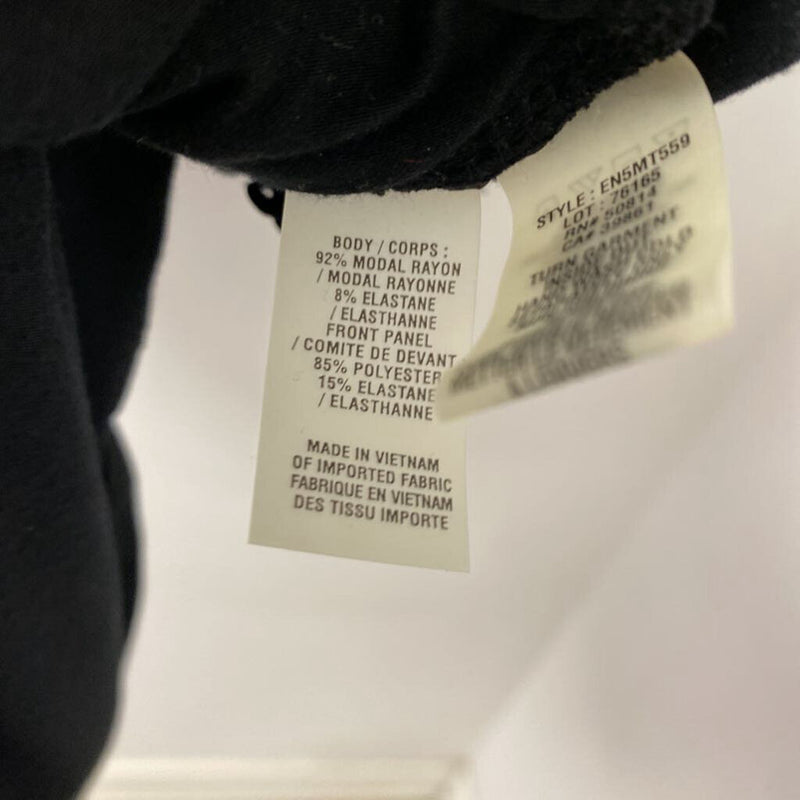 BODY / CORPS :
92% MODAL RAYON
/ MODAL RAYONNE
8% ELASTANE
/ ELASTHANNE
FRONT PANEL
/ COMITE DE DEVANT
85% POLYESTER
15% ELASTANE
/ ELASTHANNE
MADE IN VIETNAM
OF IMPORTED FABRIC
FABRIQUE EN VIETNAM
DES TISSU IMPORTE
STYLE : EN5MT559
LOT : 76165
RN# 50814
CA# 39861
TURN GARMENT